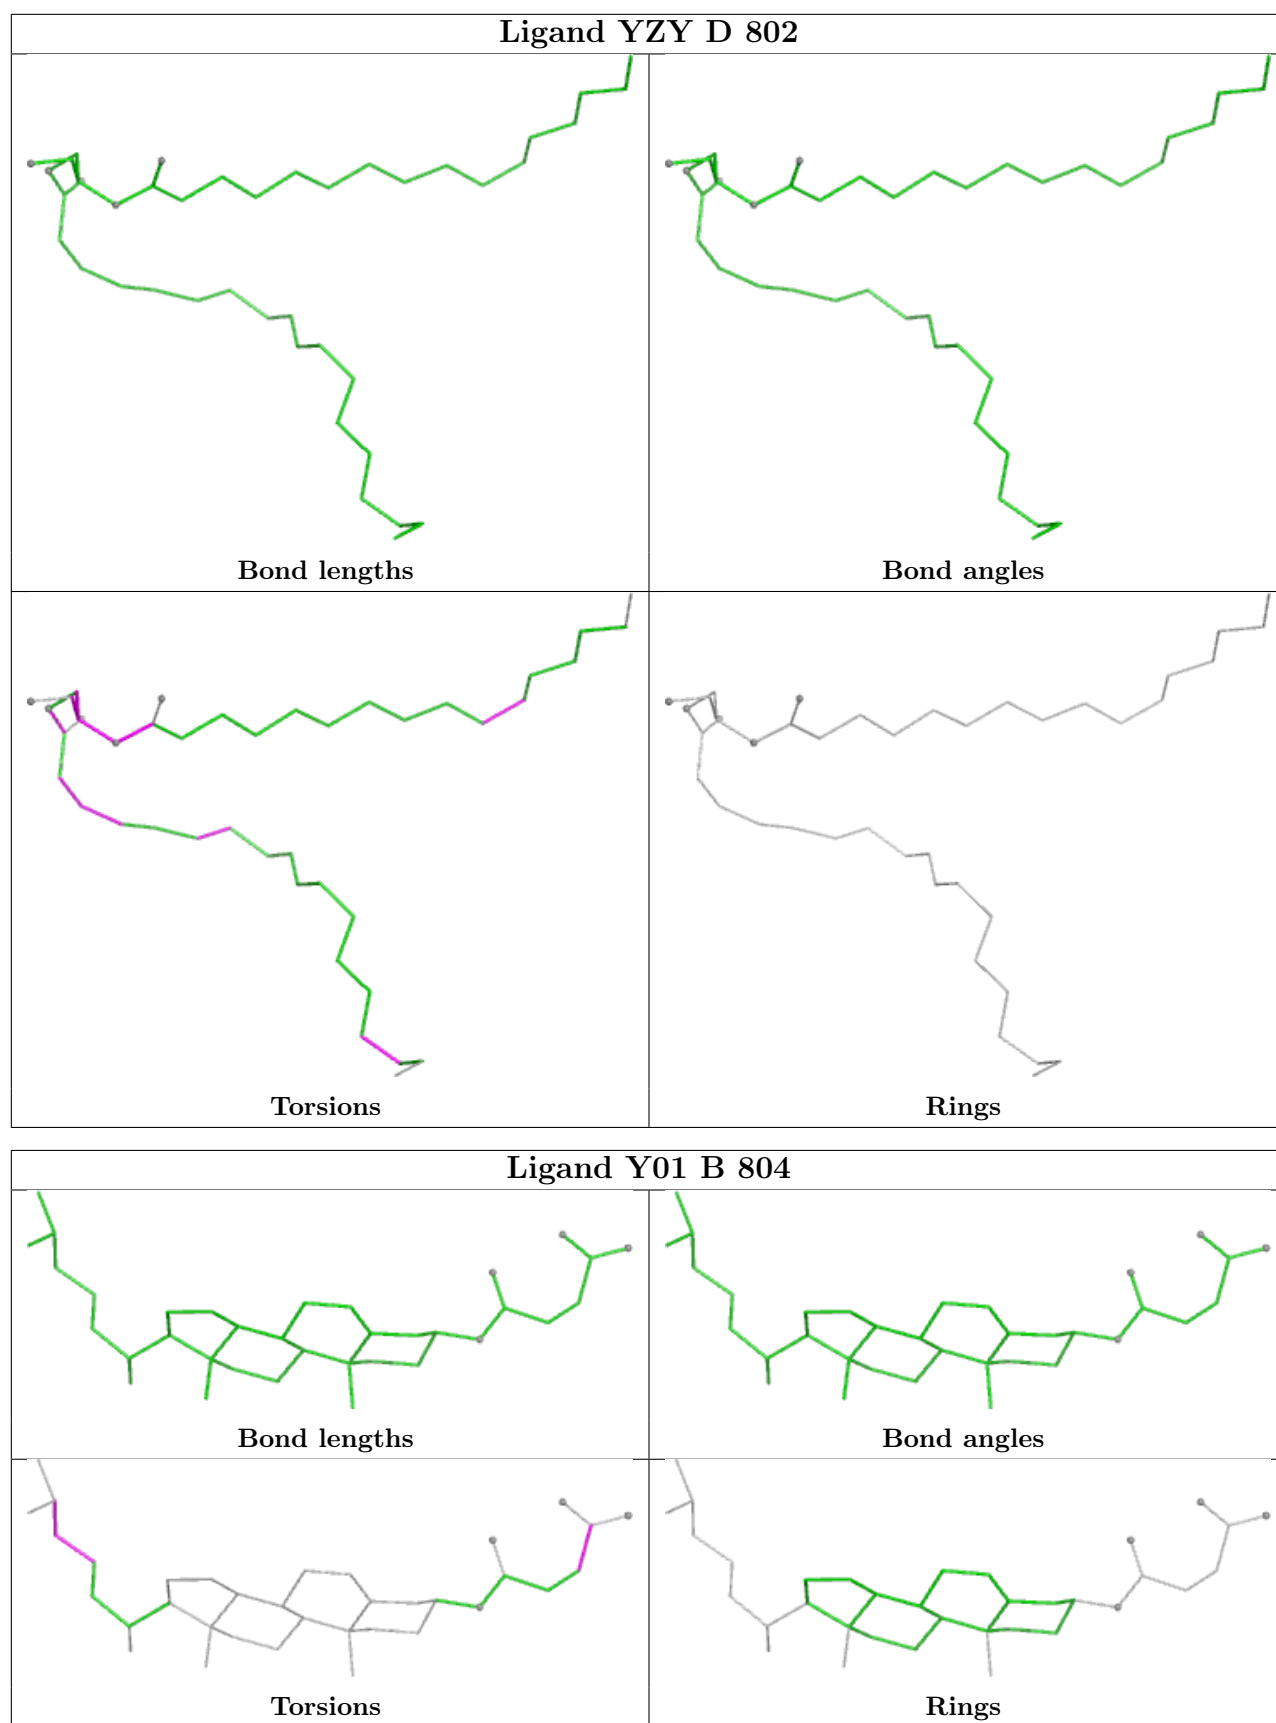 Ligand YZY D 802
Bond lengths
Bond angles
Torsions
Rings
Ligand Y01 B 804
Bond lengths
Bond angles
Torsions
Rings